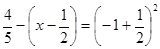 4/5 − (x − 1/2) = (−1 + 1/2)²